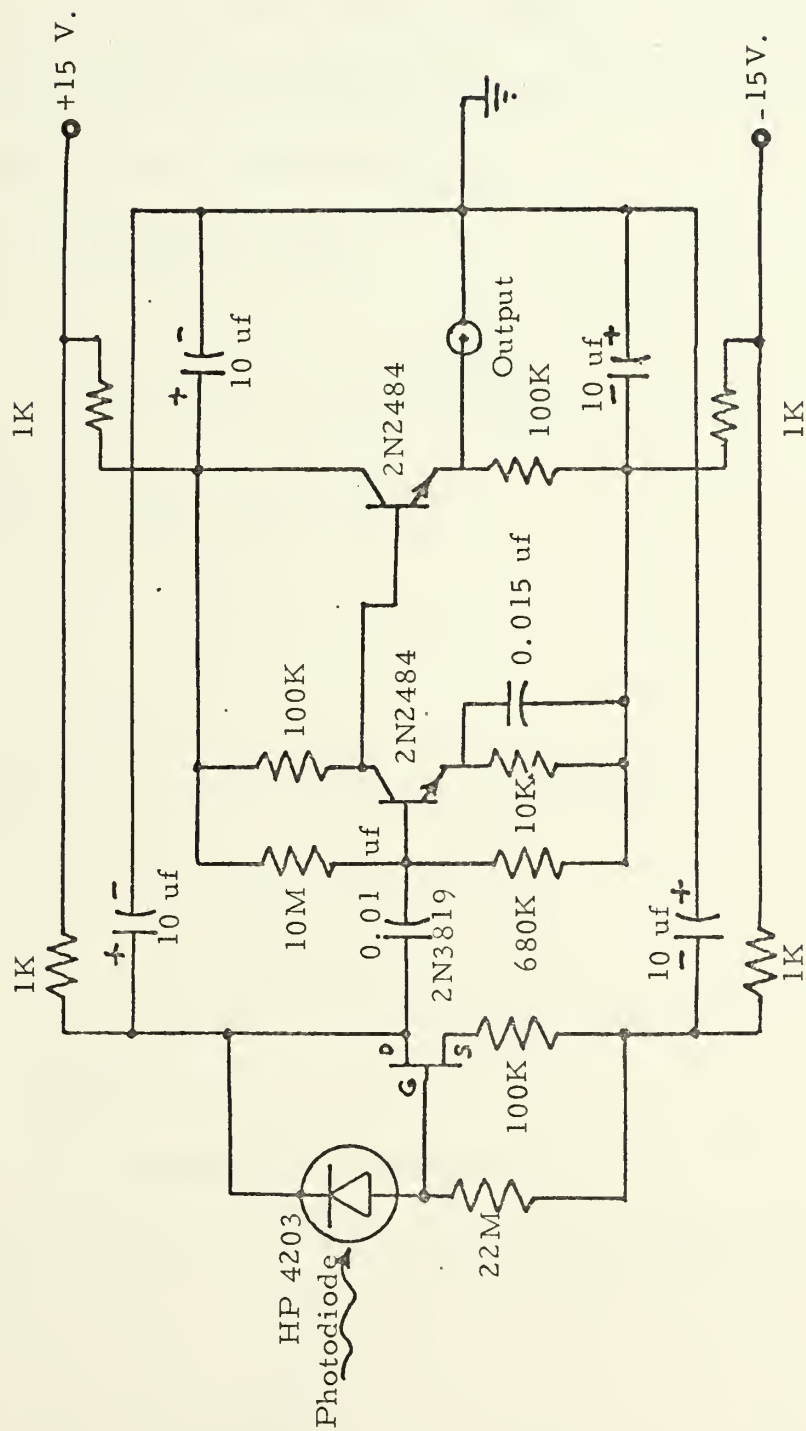 +15 V.
1K
1K
10 uf
+
-
+
-
10 uf
HP 4203
Photodiode
10M
100K
2N2484
Output
0.01
uf
2N2484
D
G
S
2N3819
0.015 uf
22M
100K
680K
10K
100K
10 uf
-
+
10 uf
-
+
1K
1K
-15V.